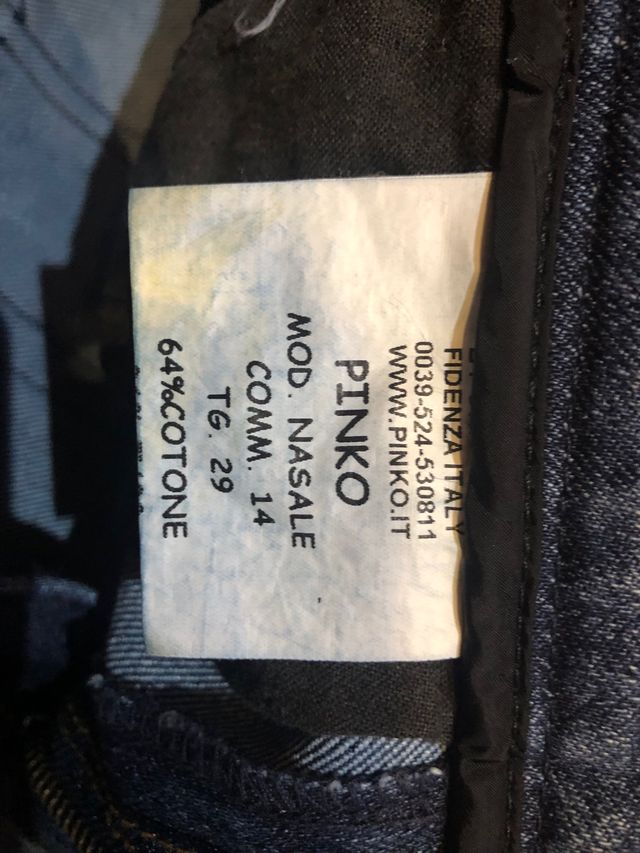 FIDENZA ITALY
0039-524-530811
WWW.PINKO.IT
PINKO
MOD. NASALE
COMM. 14
TG. 29
64%COTONE